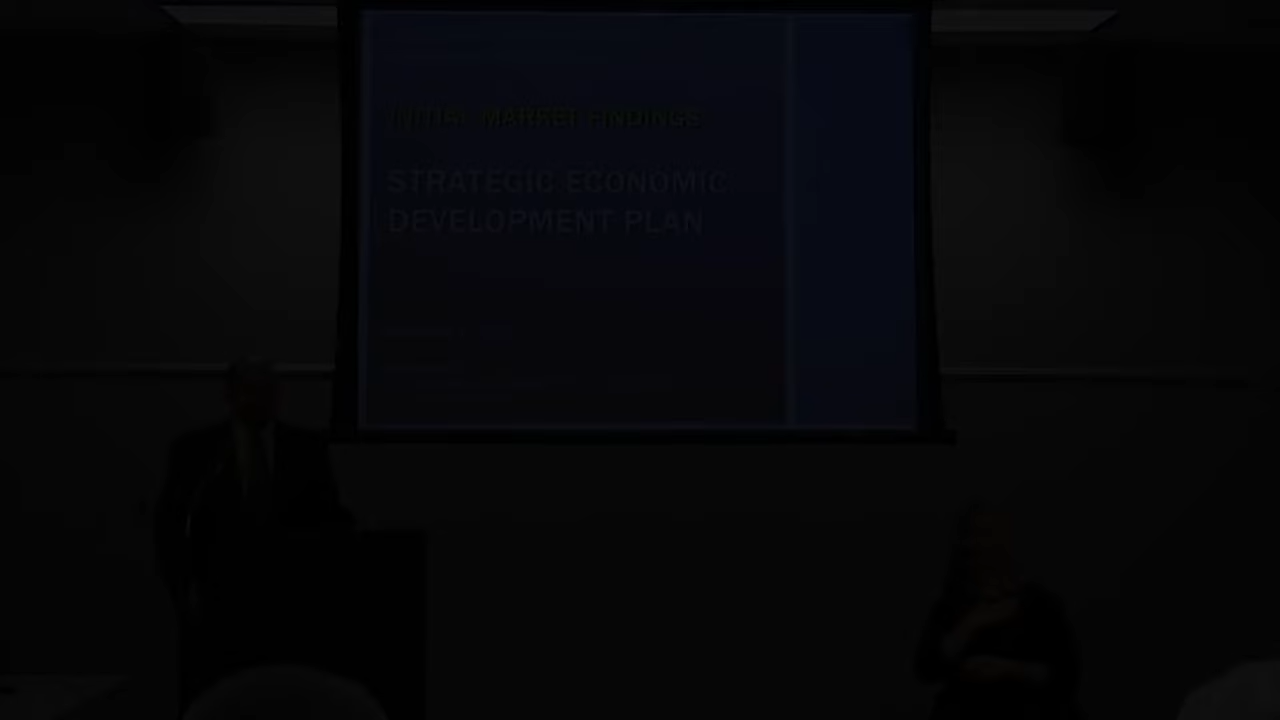 INITIAL MARKET FINDINGS
STRATEGIC ECONOMIC
DEVELOPMENT PLAN